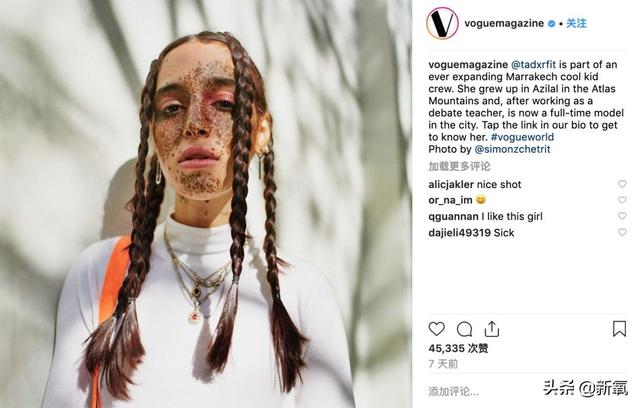 voguemagazine • 关注
voguemagazine @tadxrfit is part of an
ever expanding Marrakech cool kid
crew. She grew up in Azilal in the Atlas
Mountains and, after working as a
debate teacher, is now a full-time model
in the city. Tap the link in our bio to get
to know her. #vogueworld
Photo by @simonzchetrit
加载更多评论
alicjakler nice shot
or_na_im 😀
qguannan I like this girl
dajieli49319 Sick
45,335 次赞
7 天前
添加评论...
头条 @新氧